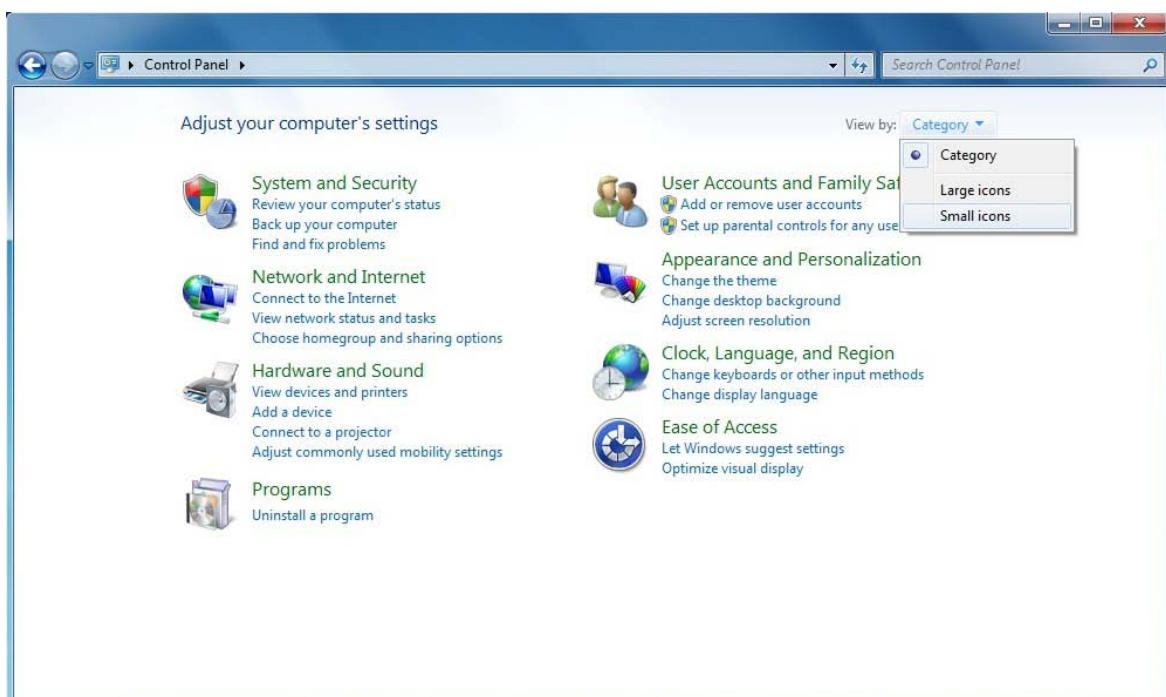 Control Panel
Search Control Panel
Adjust your computer's settings
View by: Category
Category
Large icons
Small icons
System and Security
Review your computer's status
Back up your computer
Find and fix problems
Network and Internet
Connect to the Internet
View network status and tasks
Choose homegroup and sharing options
Hardware and Sound
View devices and printers
Add a device
Connect to a projector
Adjust commonly used mobility settings
Programs
Uninstall a program
User Accounts and Family Saf
Add or remove user accounts
Set up parental controls for any use
Appearance and Personalization
Change the theme
Change desktop background
Adjust screen resolution
Clock, Language, and Region
Change keyboards or other input methods
Change display language
Ease of Access
Let Windows suggest settings
Optimize visual display